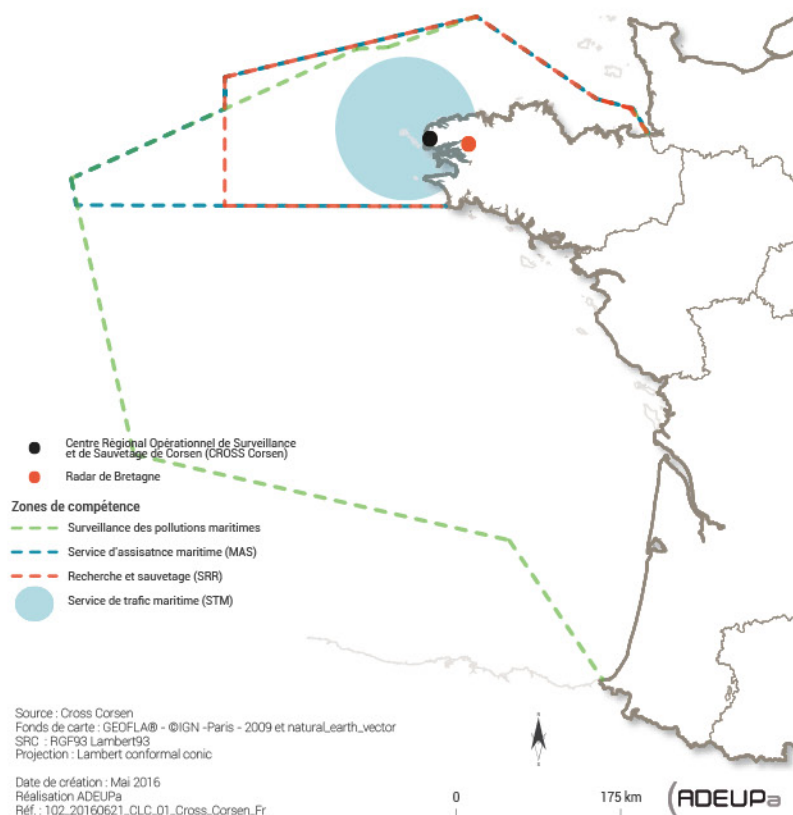 Centre Règional Opèrationnel de Surveillance
et de Sauvetage de Corsen (CROSS Corsen)
Radar de Bretagne
Zones de compétence
Surveillance des pollutions maritimes
Service d'assisatnce maritime (MAS)
Recherche et sauvetage (SRR)
Service de trafic maritime (STM)
Source : Cross Corsen
Fonds de carte : GEOFLA® - ©IGN -Paris - 2009 et natural_earth_vector
SRC : RGF93 Lambert93
Projection : Lambert conformal conic
Date de création : Mai 2016
Réalisation ADEUPa
Réf. : 102_20160621_CLC_01_Cross_Corsen_Fr
0 175 km
ADEUPa